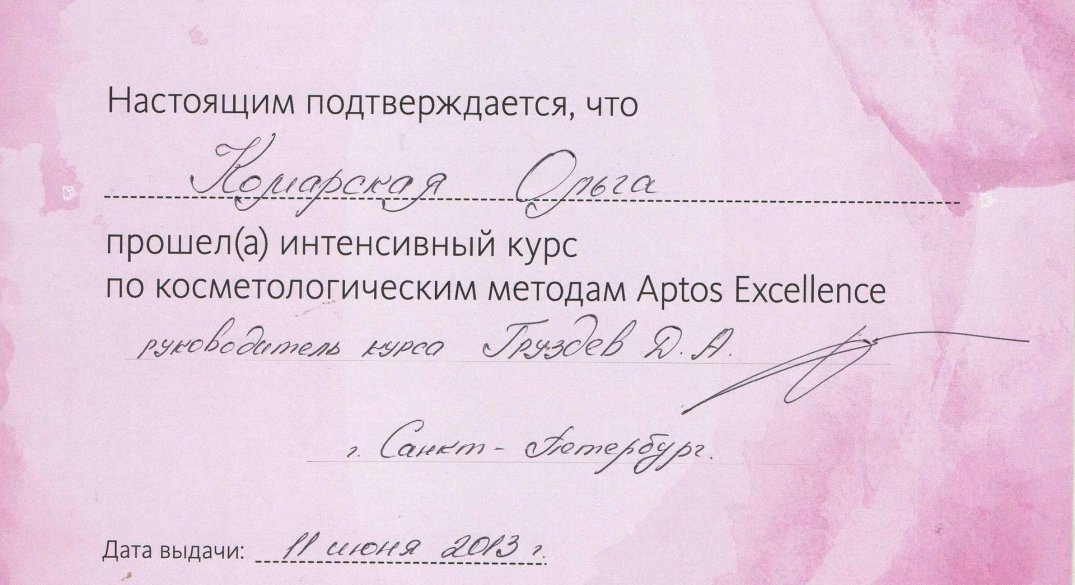 Настоящим подтверждается, что
Комарская Ольга
прошел(а) интенсивный курс
по косметологическим методам Aptos Excellence
руководитель курса Груздев Д.А.
г. Санкт-Петербург.
Дата выдачи: 11 июня 2013 г.